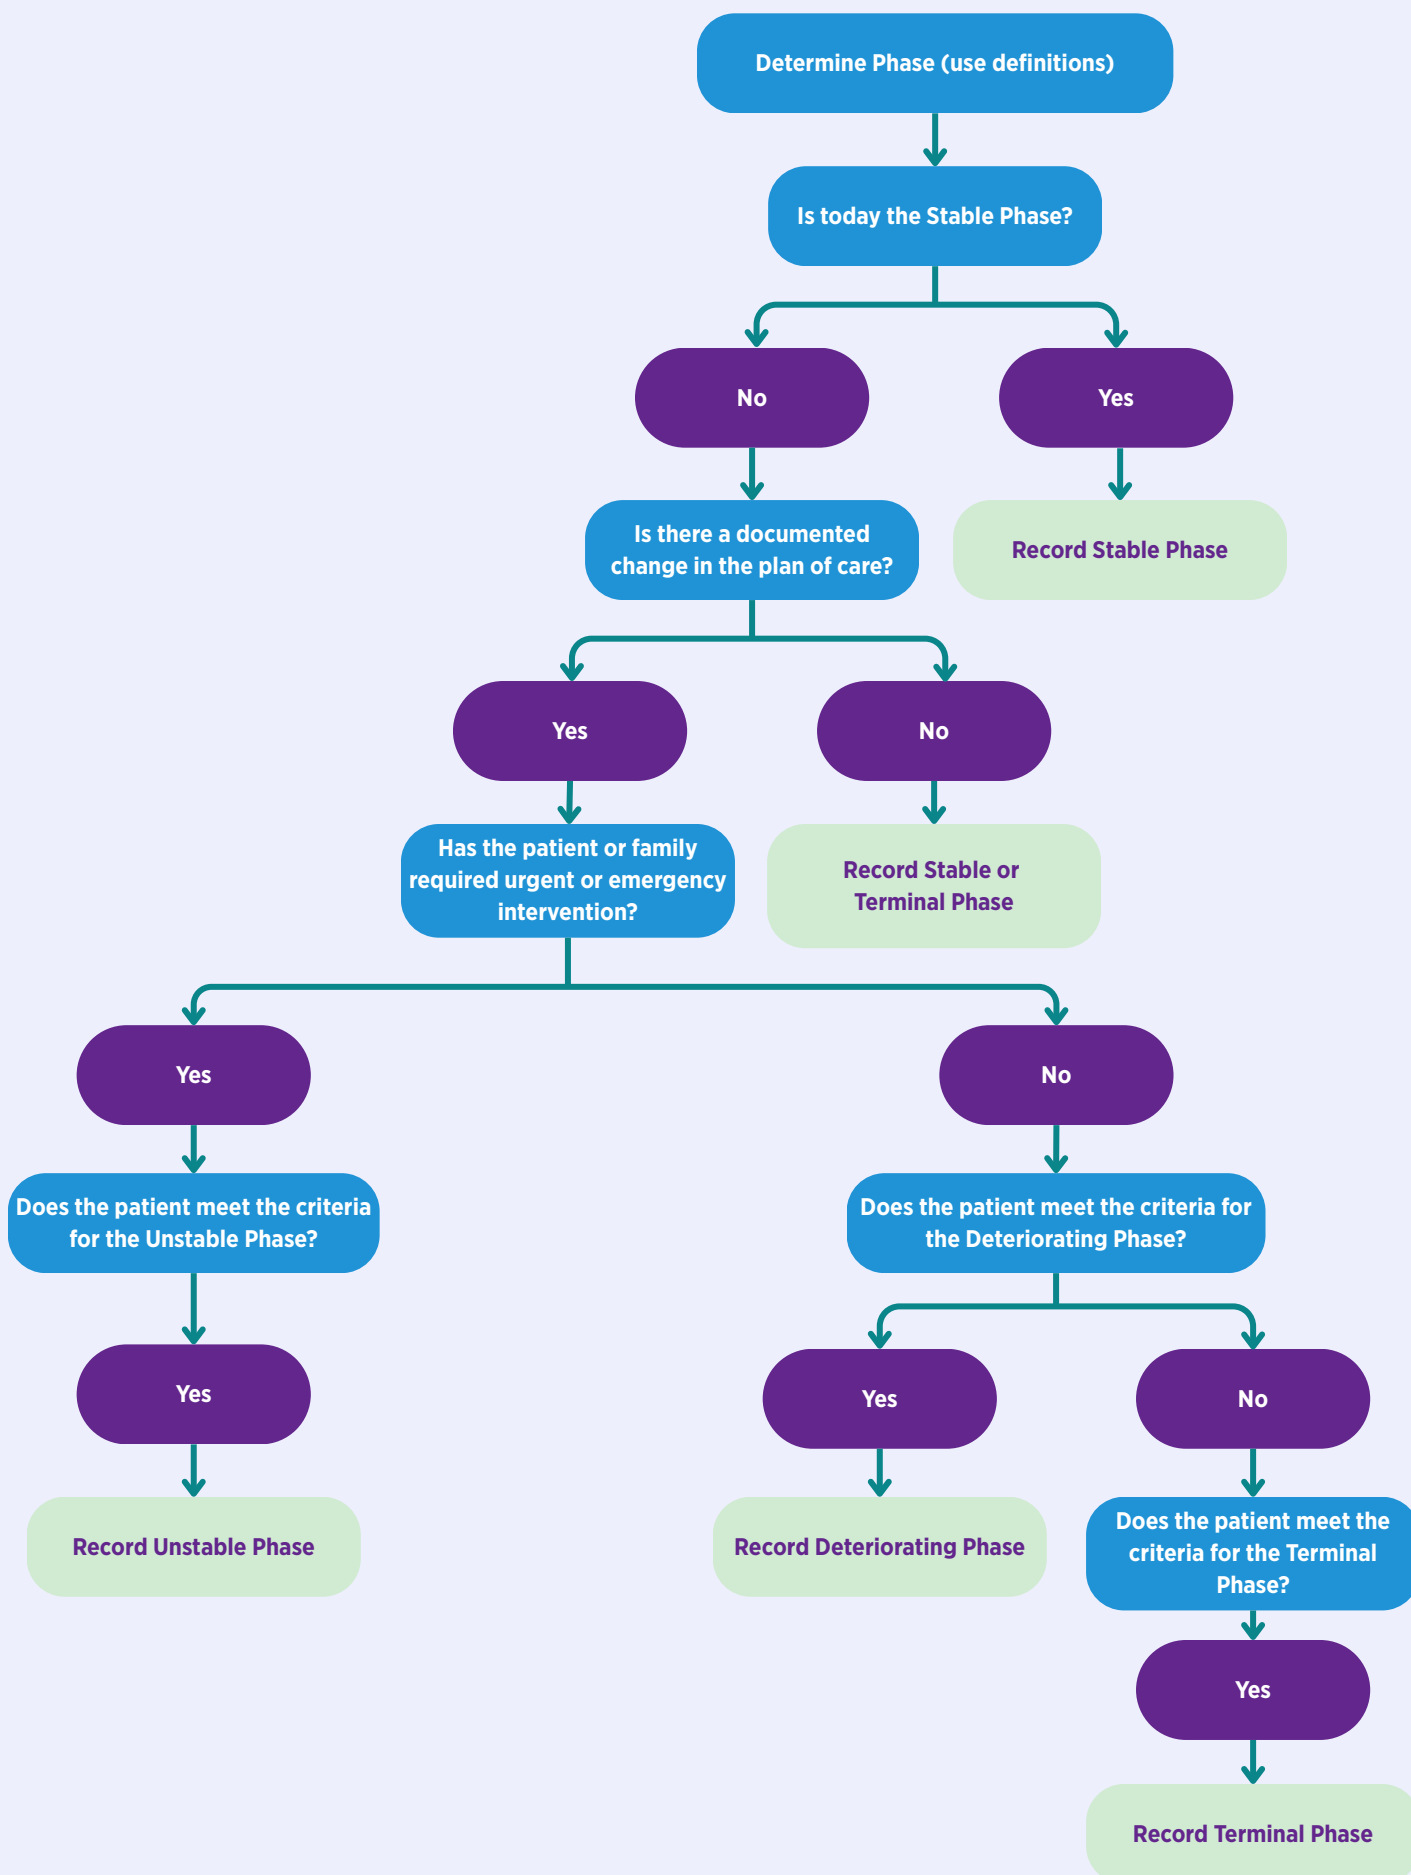 Determine Phase (use definitions)
Is today the Stable Phase?
No
Yes
Is there a documented
change in the plan of care?
Record Stable Phase
Yes
No
Has the patient or family
required urgent or emergency
intervention?
Record Stable or
Terminal Phase
Yes
No
Does the patient meet the criteria
for the Unstable Phase?
Does the patient meet the criteria for
the Deteriorating Phase?
Yes
Yes
No
Record Unstable Phase
Record Deteriorating Phase
Does the patient meet the
criteria for the Terminal
Phase?
Yes
Record Terminal Phase